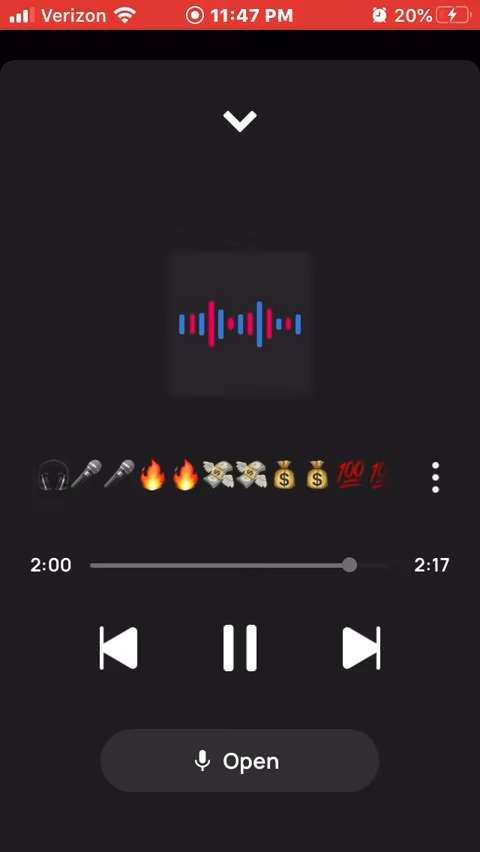 Verizon 11:47 PM 20%
🎧🎤🎤🔥🔥💸💸💰💰💯💯
2:00 2:17
Open